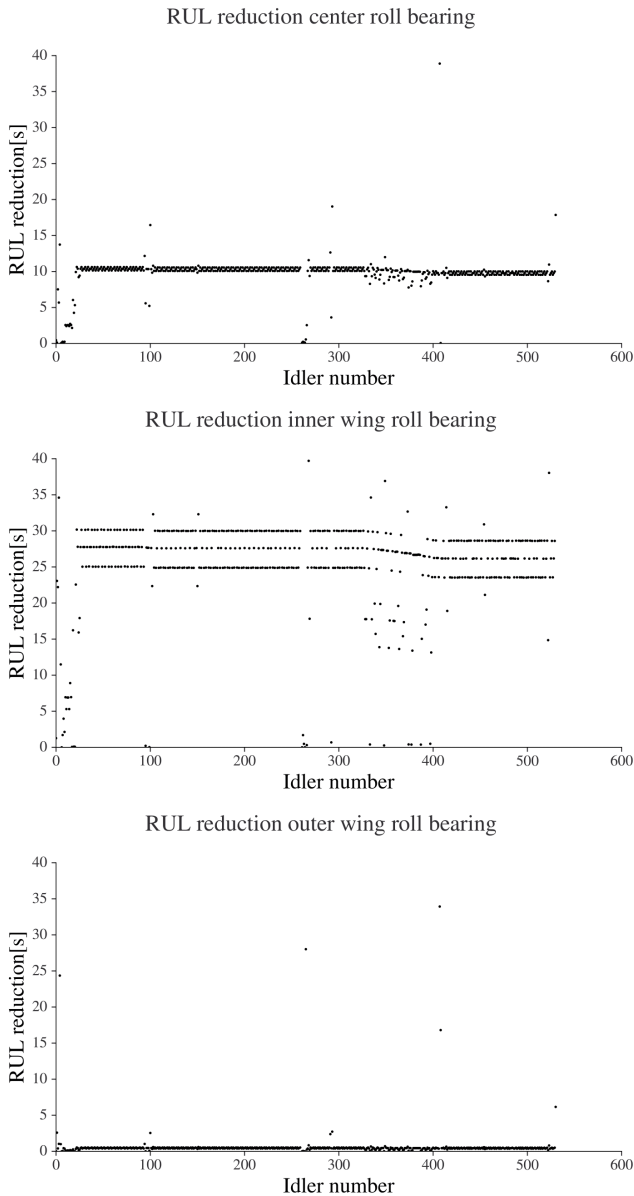 RUL reduction center roll bearing
40
35
30
25
20
15
10
5
0
RUL reduction[s]
0 100 200 300 400 500 600
Idler number
RUL reduction inner wing roll bearing
40
35
30
25
20
15
10
5
0
RUL reduction[s]
0 100 200 300 400 500 600
Idler number
RUL reduction outer wing roll bearing
40
35
30
25
20
15
10
5
0
RUL reduction[s]
0 100 200 300 400 500 600
Idler number